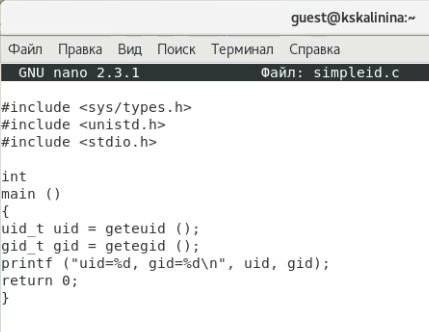 guest@kskalinina:~
Файл Правка Вид Поиск Терминал Справка
GNU nano 2.3.1 Файл: simpleid.c
#include <sys/types.h>
#include <unistd.h>
#include <stdio.h>
int
main ()
{
uid_t uid = geteuid ();
gid_t gid = getegid ();
printf ("uid=%d, gid=%d\n", uid, gid);
return 0;
}